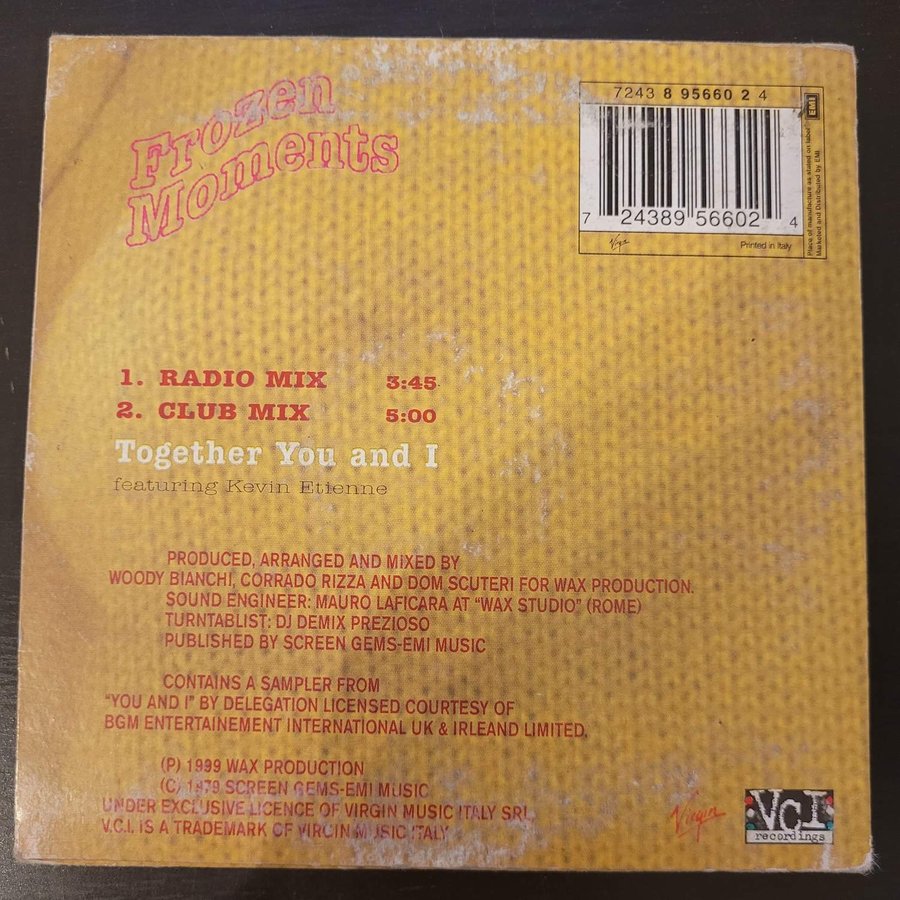 Frozen
Moments
7243 8 95660 2 4
7 24389 56602 4
Virgin
Printed in Italy
EMI
Place of manufacture as stated on label
Marketed and Distributed by EMI
1. RADIO MIX 3:45
2. CLUB MIX 5:00
Together You and I
featuring Kevin Etienne
PRODUCED, ARRANGED AND MIXED BY
WOODY BIANCHI, CORRADO RIZZA AND DOM SCUTERI FOR WAX PRODUCTION.
SOUND ENGINEER: MAURO LAFICARA AT "WAX STUDIO" (ROME)
TURNTABLIST: DJ DEMIX PREZIOSO
PUBLISHED BY SCREEN GEMS-EMI MUSIC
CONTAINS A SAMPLER FROM
"YOU AND I" BY DELEGATION LICENSED COURTESY OF
BGM ENTERTAINEMENT INTERNATIONAL UK & IRLEAND LIMITED.
(P) 1999 WAX PRODUCTION
(C) 1979 SCREEN GEMS-EMI MUSIC
UNDER EXCLUSIVE LICENCE OF VIRGIN MUSIC ITALY SRL
V.C.I. IS A TRADEMARK OF VIRGIN MUSIC ITALY
Virgin
VCI
recordings